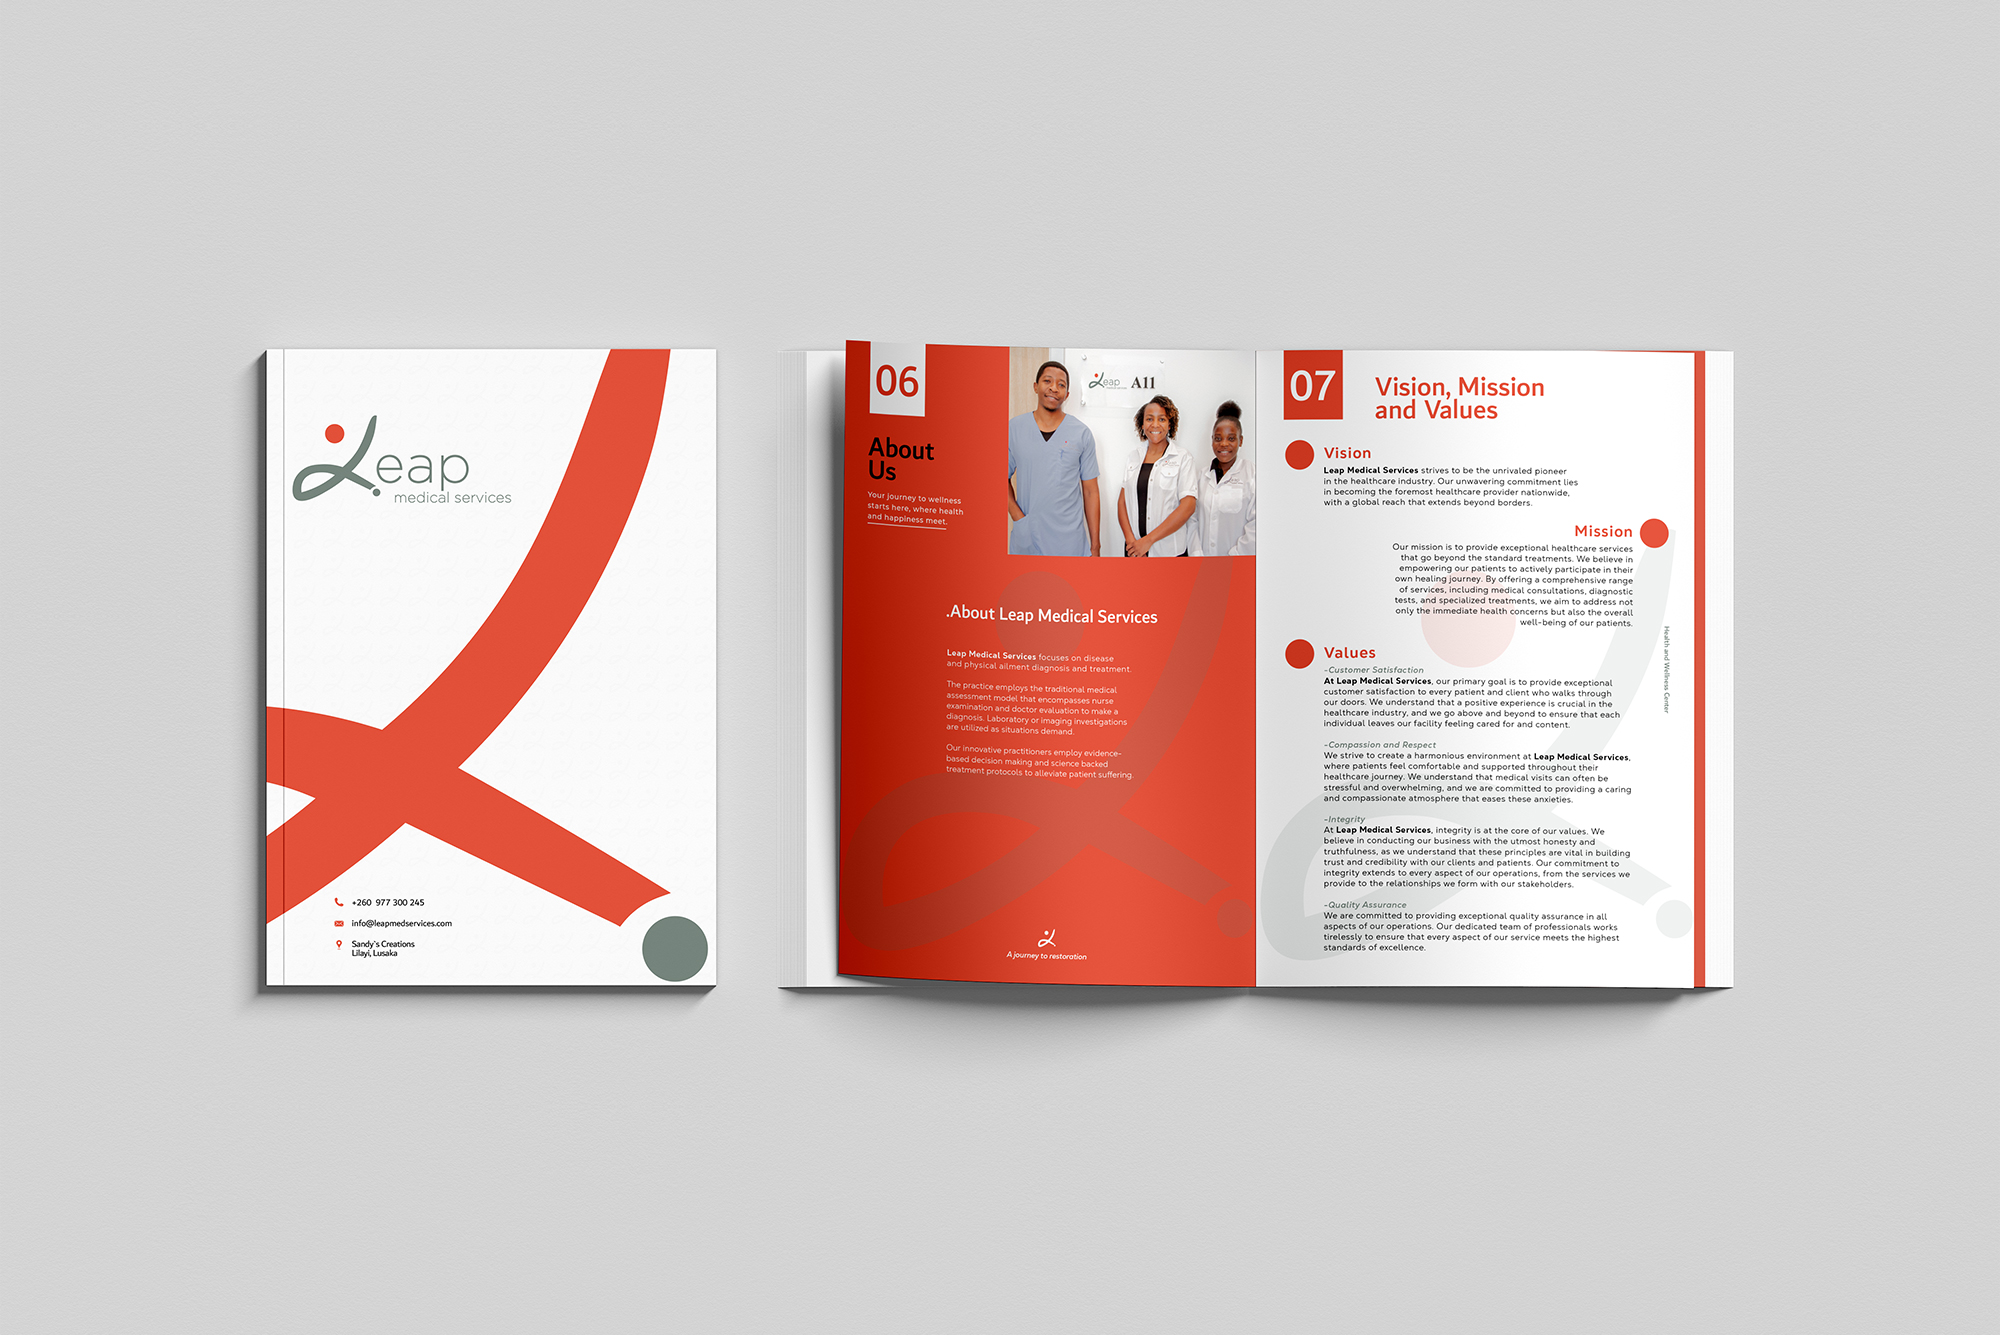 Leap
medical services
+260 977 300 245
info@leapmedservices.com
Sandy`s Creations
Lilayi, Lusaka
06
About
Us
Your journey to wellness
starts here, where health
and happiness meet.
Leap
A11
.About Leap Medical Services
Leap Medical Services focuses on disease
and physical ailment diagnosis and treatment.
The practice employs the traditional medical
assessment model that encompasses nurse
examination and doctor evaluation to make a
diagnosis. Laboratory or imaging investigations
are utilized as situations demand.
Our innovative practitioners employ evidence-
based decision making and science backed
treatment protocols to alleviate patient suffering.
A journey to restoration
07
Vision, Mission
and Values
Vision
Leap Medical Services strives to be the unrivaled pioneer
in the healthcare industry. Our unwavering commitment lies
in becoming the foremost healthcare provider nationwide,
with a global reach that extends beyond borders.
Mission
Our mission is to provide exceptional healthcare services
that go beyond the standard treatments. We believe in
empowering our patients to actively participate in their
own healing journey. By offering a comprehensive range
of services, including medical consultations, diagnostic
tests, and specialized treatments, we aim to address not
only the immediate health concerns but also the overall
well-being of our patients.
Health and Wellness Center
Values
-Customer Satisfaction
At Leap Medical Services, our primary goal is to provide exceptional
customer satisfaction to every patient and client who walks through
our doors. We understand that a positive experience is crucial in the
healthcare industry, and we go above and beyond to ensure that each
individual leaves our facility feeling cared for and content.
-Compassion and Respect
We strive to create a harmonious environment at Leap Medical Services,
where patients feel comfortable and supported throughout their
healthcare journey. We understand that medical visits can often be
stressful and overwhelming, and we are committed to providing a caring
and compassionate atmosphere that eases these anxieties.
-Integrity
At Leap Medical Services, integrity is at the core of our values. We
believe in conducting our business with the utmost honesty and
truthfulness, as we understand that these principles are vital in building
trust and credibility with our clients and patients. Our commitment to
integrity extends to every aspect of our operations, from the services we
provide to the relationships we form with our stakeholders.
-Quality Assurance
We are committed to providing exceptional quality assurance in all
aspects of our operations. Our dedicated team of professionals works
tirelessly to ensure that every aspect of our service meets the highest
standards of excellence.